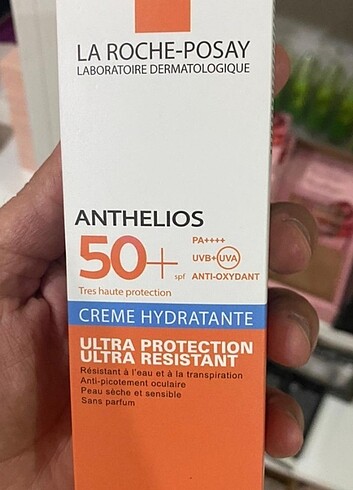 LA ROCHE-POSAY
LABORATOIRE DERMATOLOGIQUE
ANTHELIOS
50+ spf
PA++++
UVB+UVA
ANTI-OXYDANT
Tres haute protection
CREME HYDRATANTE
ULTRA PROTECTION
ULTRA RESISTANT
Résistant à l'eau et à la transpiration
Anti-picotement oculaire
Peau sèche et sensible
Sans parfum